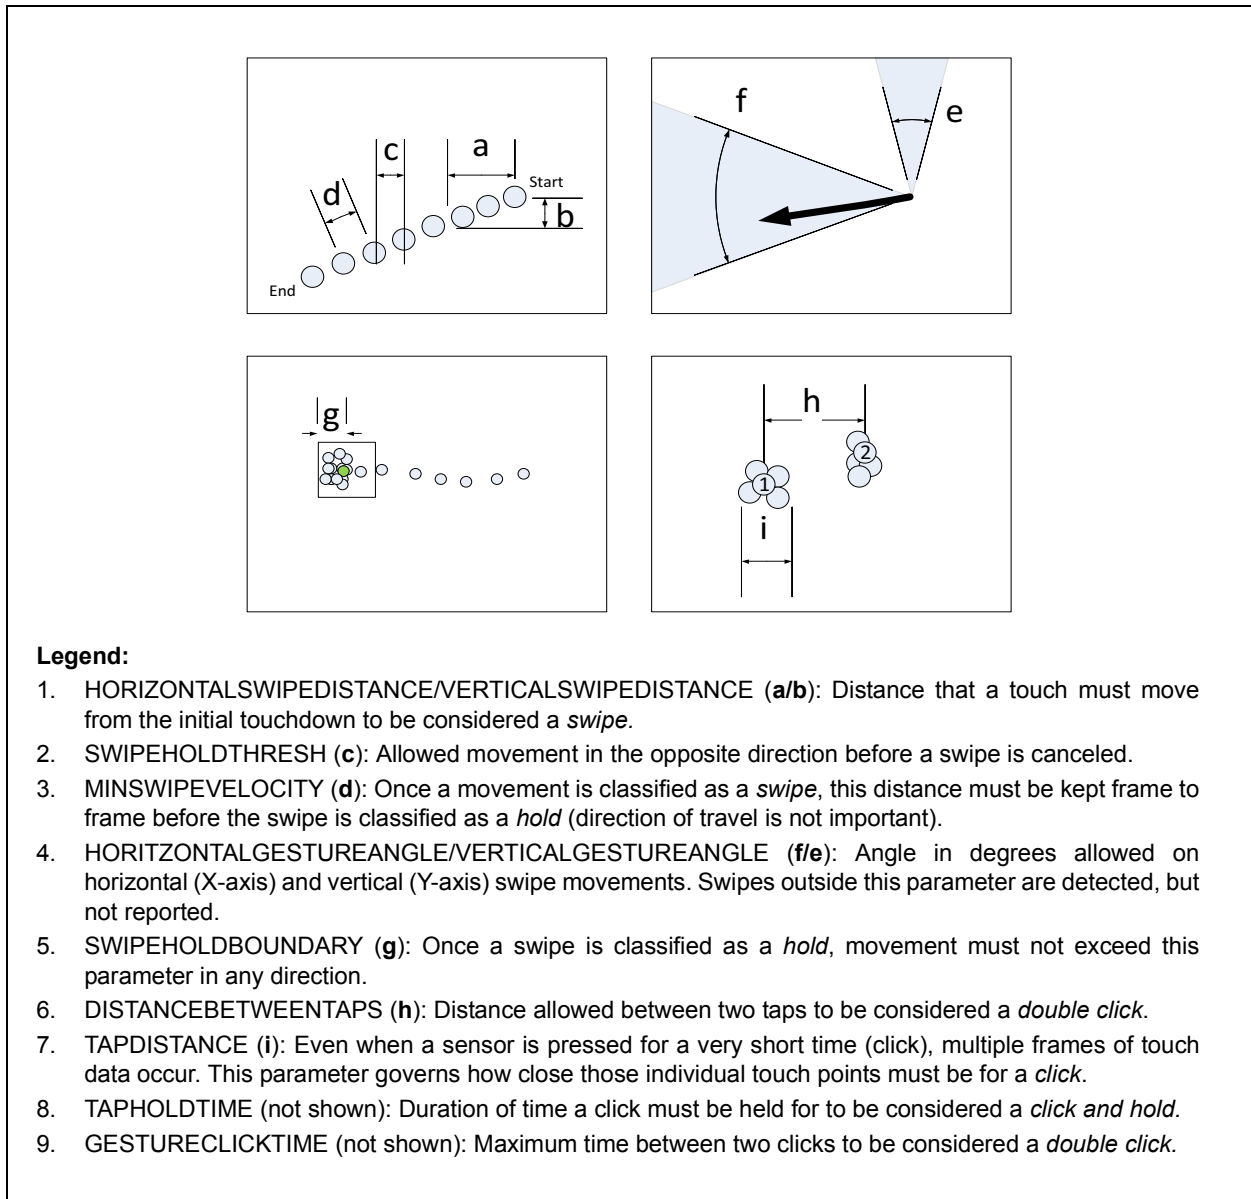 f
e
a
c
d
Start
b
End
g
h
2
1
i
Legend:
1. HORIZONTALSWIPEDISTANCE/VERTICALSWIPEDISTANCE (a/b): Distance that a touch must move
from the initial touchdown to be considered a swipe.
2. SWIPEHOLDTHRESH (c): Allowed movement in the opposite direction before a swipe is canceled.
3. MINSWIPEVELOCITY (d): Once a movement is classified as a swipe, this distance must be kept frame to
frame before the swipe is classified as a hold (direction of travel is not important).
4. HORITZONTALGESTUREANGLE/VERTICALGESTUREANGLE (f/e): Angle in degrees allowed on
horizontal (X-axis) and vertical (Y-axis) swipe movements. Swipes outside this parameter are detected, but
not reported.
5. SWIPEHOLDBOUNDARY (g): Once a swipe is classified as a hold, movement must not exceed this
parameter in any direction.
6. DISTANCEBETWEENTAPS (h): Distance allowed between two taps to be considered a double click.
7. TAPDISTANCE (i): Even when a sensor is pressed for a very short time (click), multiple frames of touch
data occur. This parameter governs how close those individual touch points must be for a click.
8. TAPHOLDTIME (not shown): Duration of time a click must be held for to be considered a click and hold.
9. GESTURECLICKTIME (not shown): Maximum time between two clicks to be considered a double click.